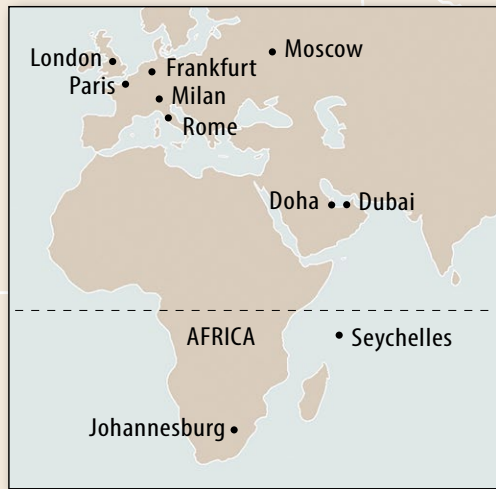 Moscow
London
Frankfurt
Paris
Milan
Rome
Doha
Dubai
AFRICA
Seychelles
Johannesburg